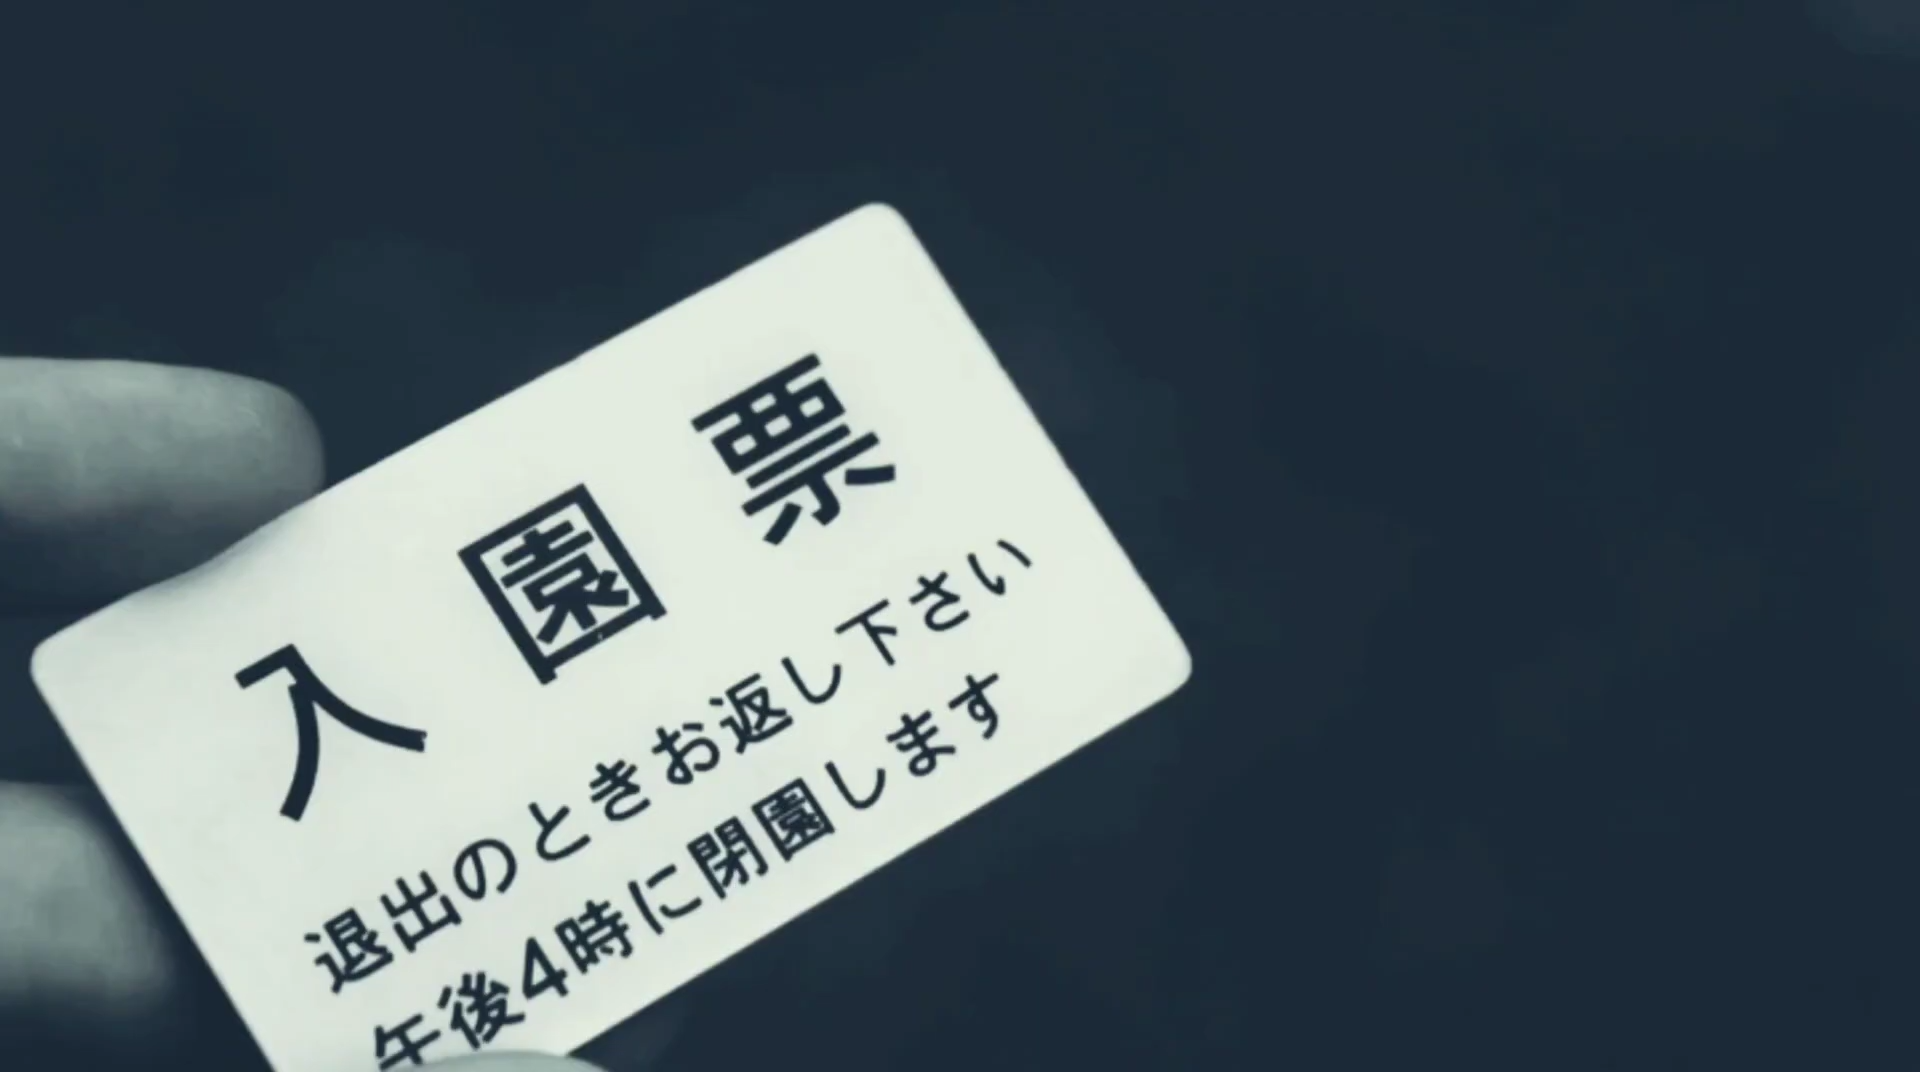 入園票
退出のときお返し下さい
午後4時に閉園します